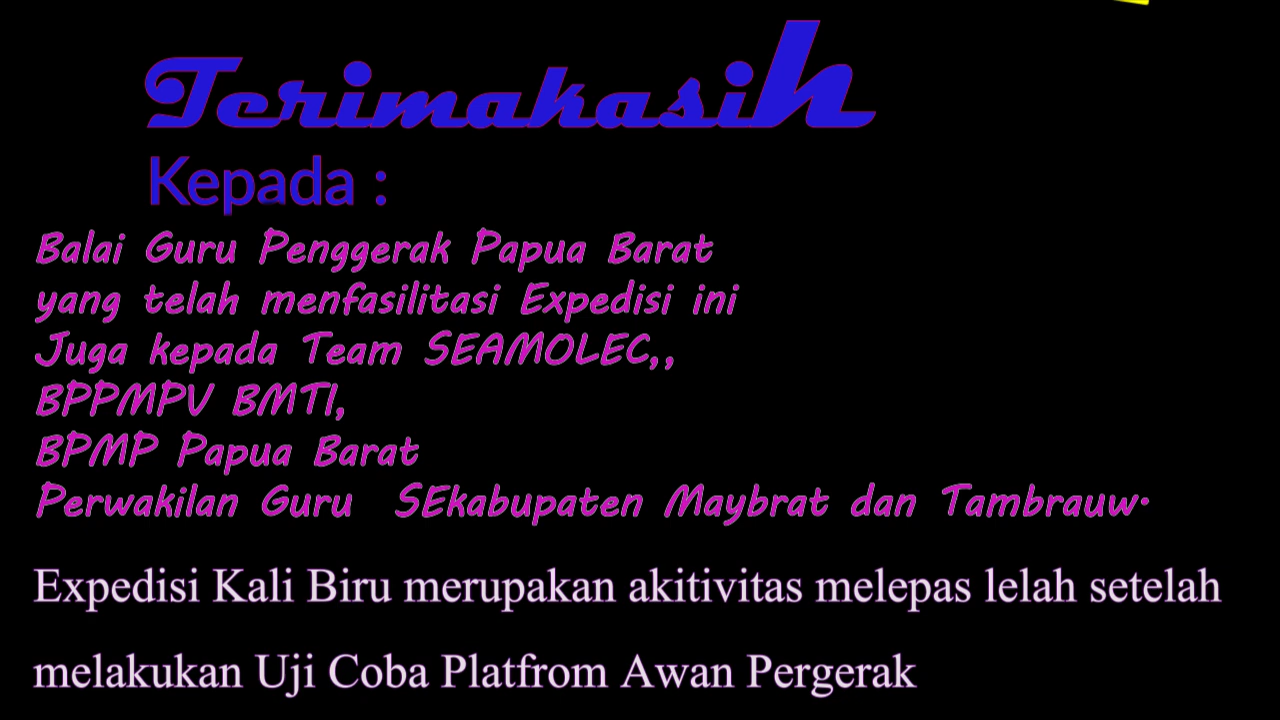 Terimakasih
Kepada :
Balai Guru Penggerak Papua Barat
yang telah menfasilitasi Expedisi ini
Juga kepada Team SEAMOLEC,,
BPPMPV BMTI,
BPMP Papua Barat
Perwakilan Guru SEkabupaten Maybrat dan Tambrauw.
Expedisi Kali Biru merupakan akitivitas melepas lelah setelah
melakukan Uji Coba Platfrom Awan Pergerak